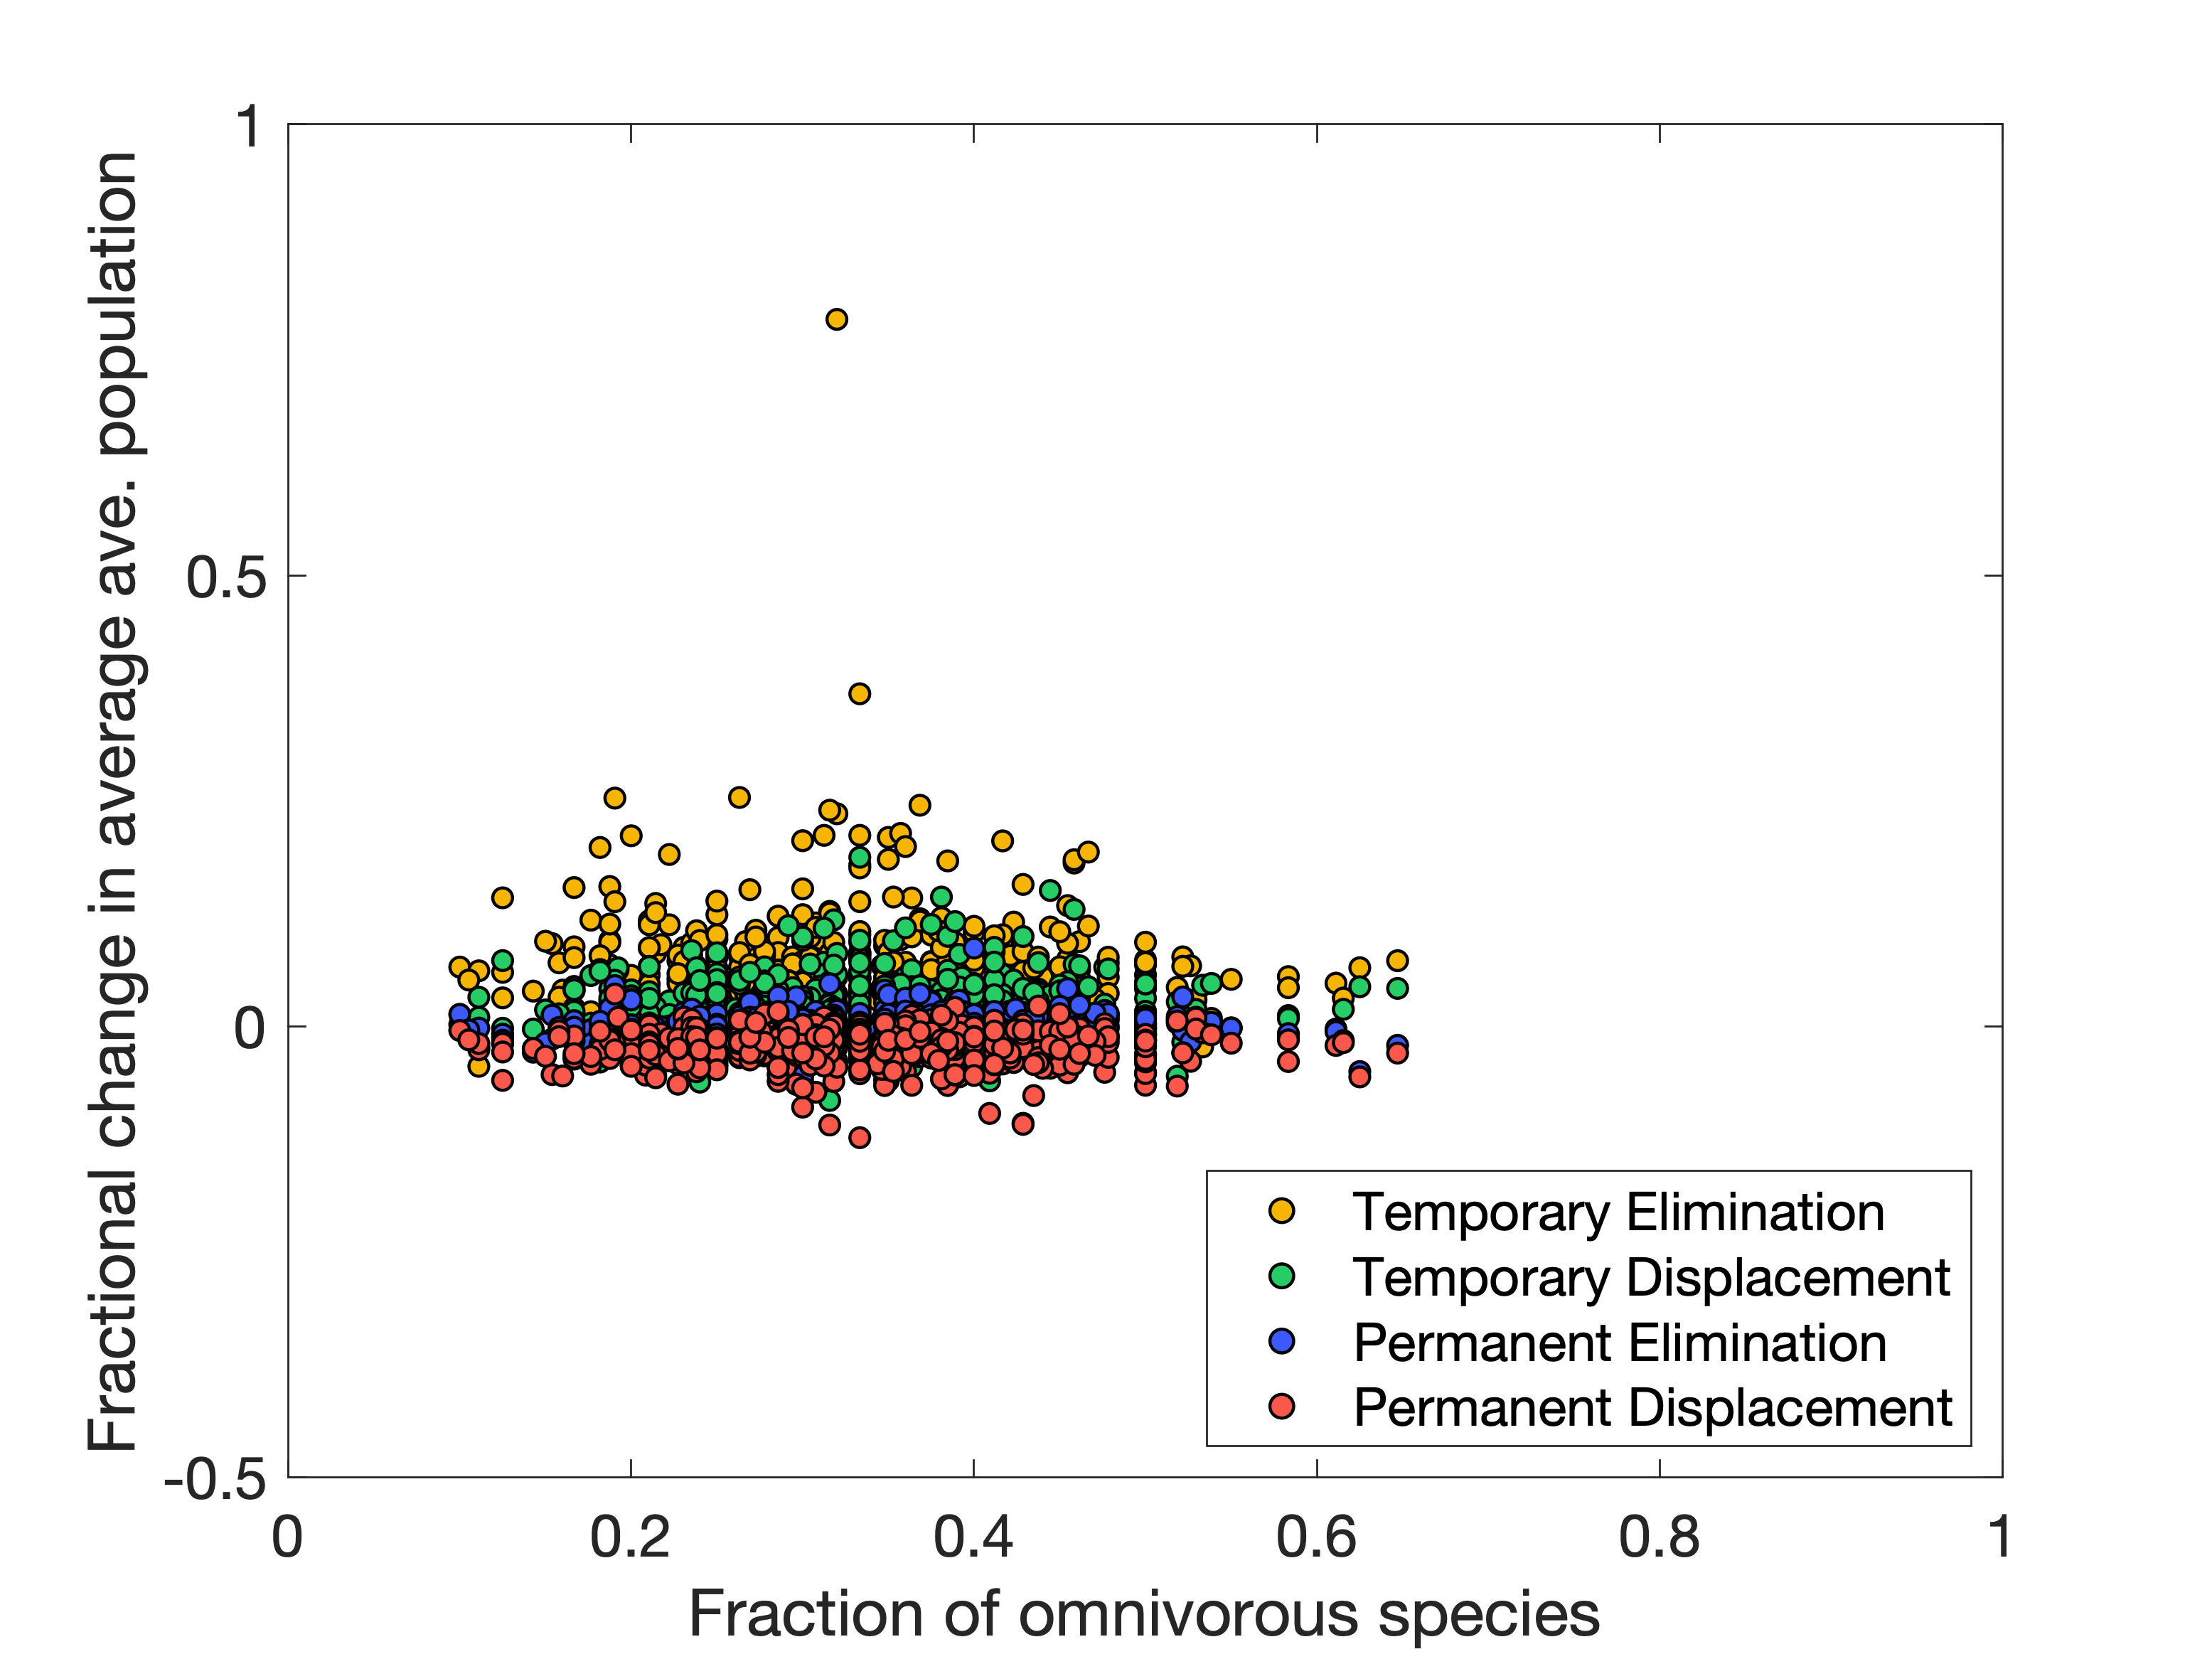 Fractional change in average ave. population
1
0.5
0
-0.5
0 0.2 0.4 0.6 0.8 1
Fraction of omnivorous species
Temporary Elimination
Temporary Displacement
Permanent Elimination
Permanent Displacement